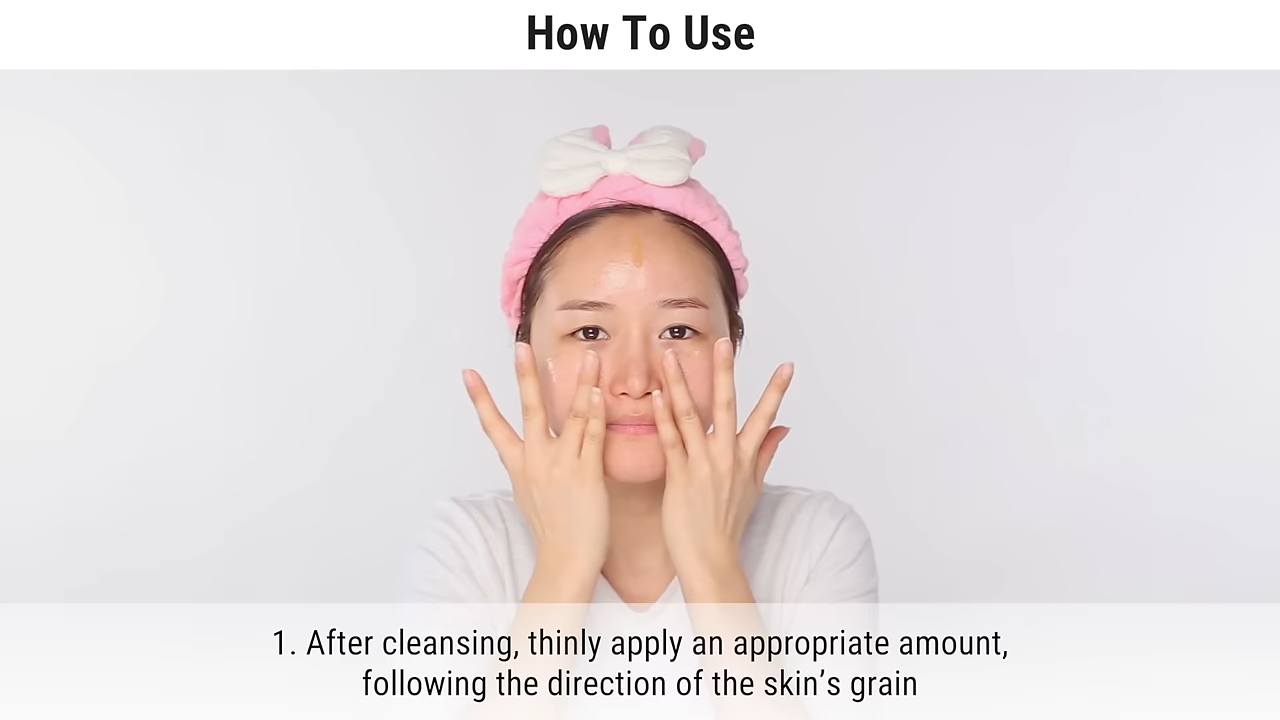 How To Use
1. After cleansing, thinly apply an appropriate amount,
following the direction of the skin’s grain